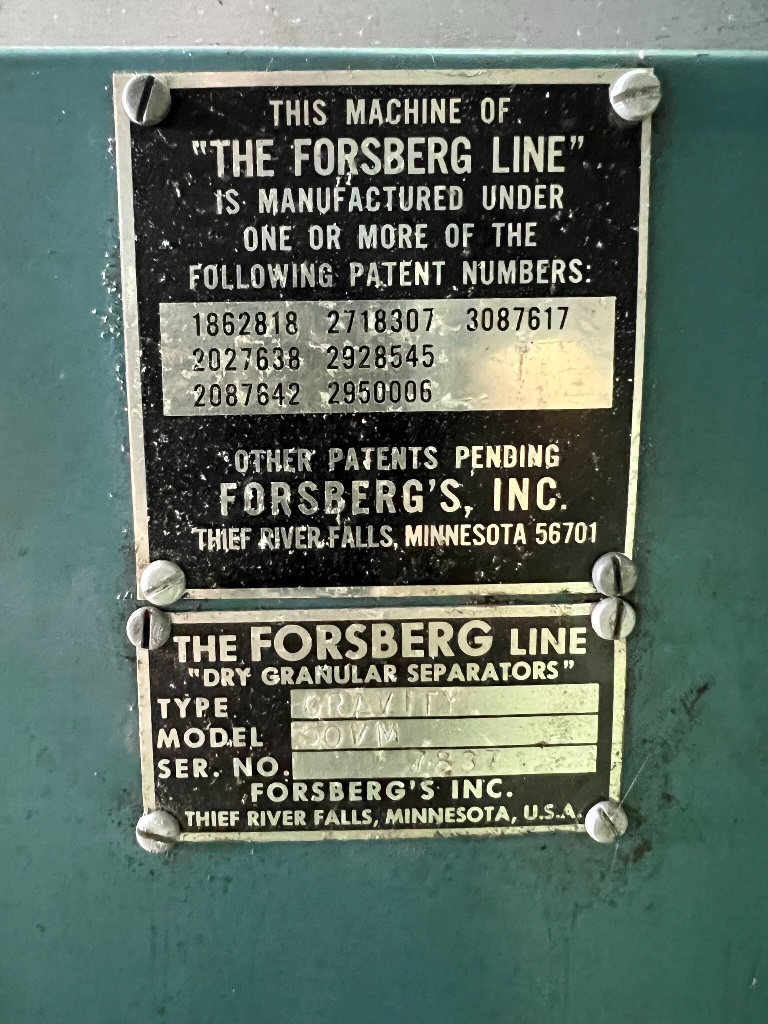 THIS MACHINE OF
"THE FORSBERG LINE"
IS MANUFACTURED UNDER
ONE OR MORE OF THE
FOLLOWING PATENT NUMBERS:
1862818 2718307 3087617
2027638 2928545
2087642 2950006
OTHER PATENTS PENDING
FORSBERG'S, INC.
THIEF RIVER FALLS, MINNESOTA 56701
THE FORSBERG LINE
"DRY GRANULAR SEPARATORS"
TYPE GRAVITY
MODEL 50VM
SER. NO.
FORSBERG'S INC.
THIEF RIVER FALLS, MINNESOTA, U.S.A.